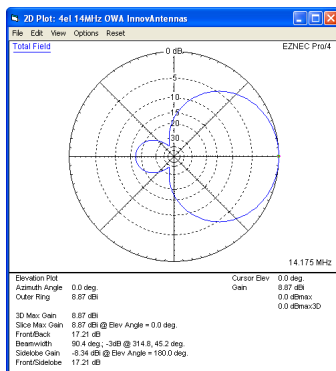 2D Plot: 4el 14MHz OWA InnovAntennas
File Edit View Options Reset
Total Field
EZNEC Pro/4
0 dB
-5
-10
-15
-20
-30
14.175 MHz
Elevation Plot
Azimuth Angle 0.0 deg.
Outer Ring 8.87 dBi
Cursor Elev 0.0 deg.
Gain 8.87 dBi
0.0 dBmax
0.0 dBmax3D
3D Max Gain 8.87 dBi
Slice Max Gain 8.87 dBi @ Elev Angle = 0.0 deg.
Front/Back 17.21 dB
Beamwidth 90.4 deg.; -3dB @ 314.8, 45.2 deg.
Sidelobe Gain -8.34 dBi @ Elev Angle = 180.0 deg.
Front/Sidelobe 17.21 dB